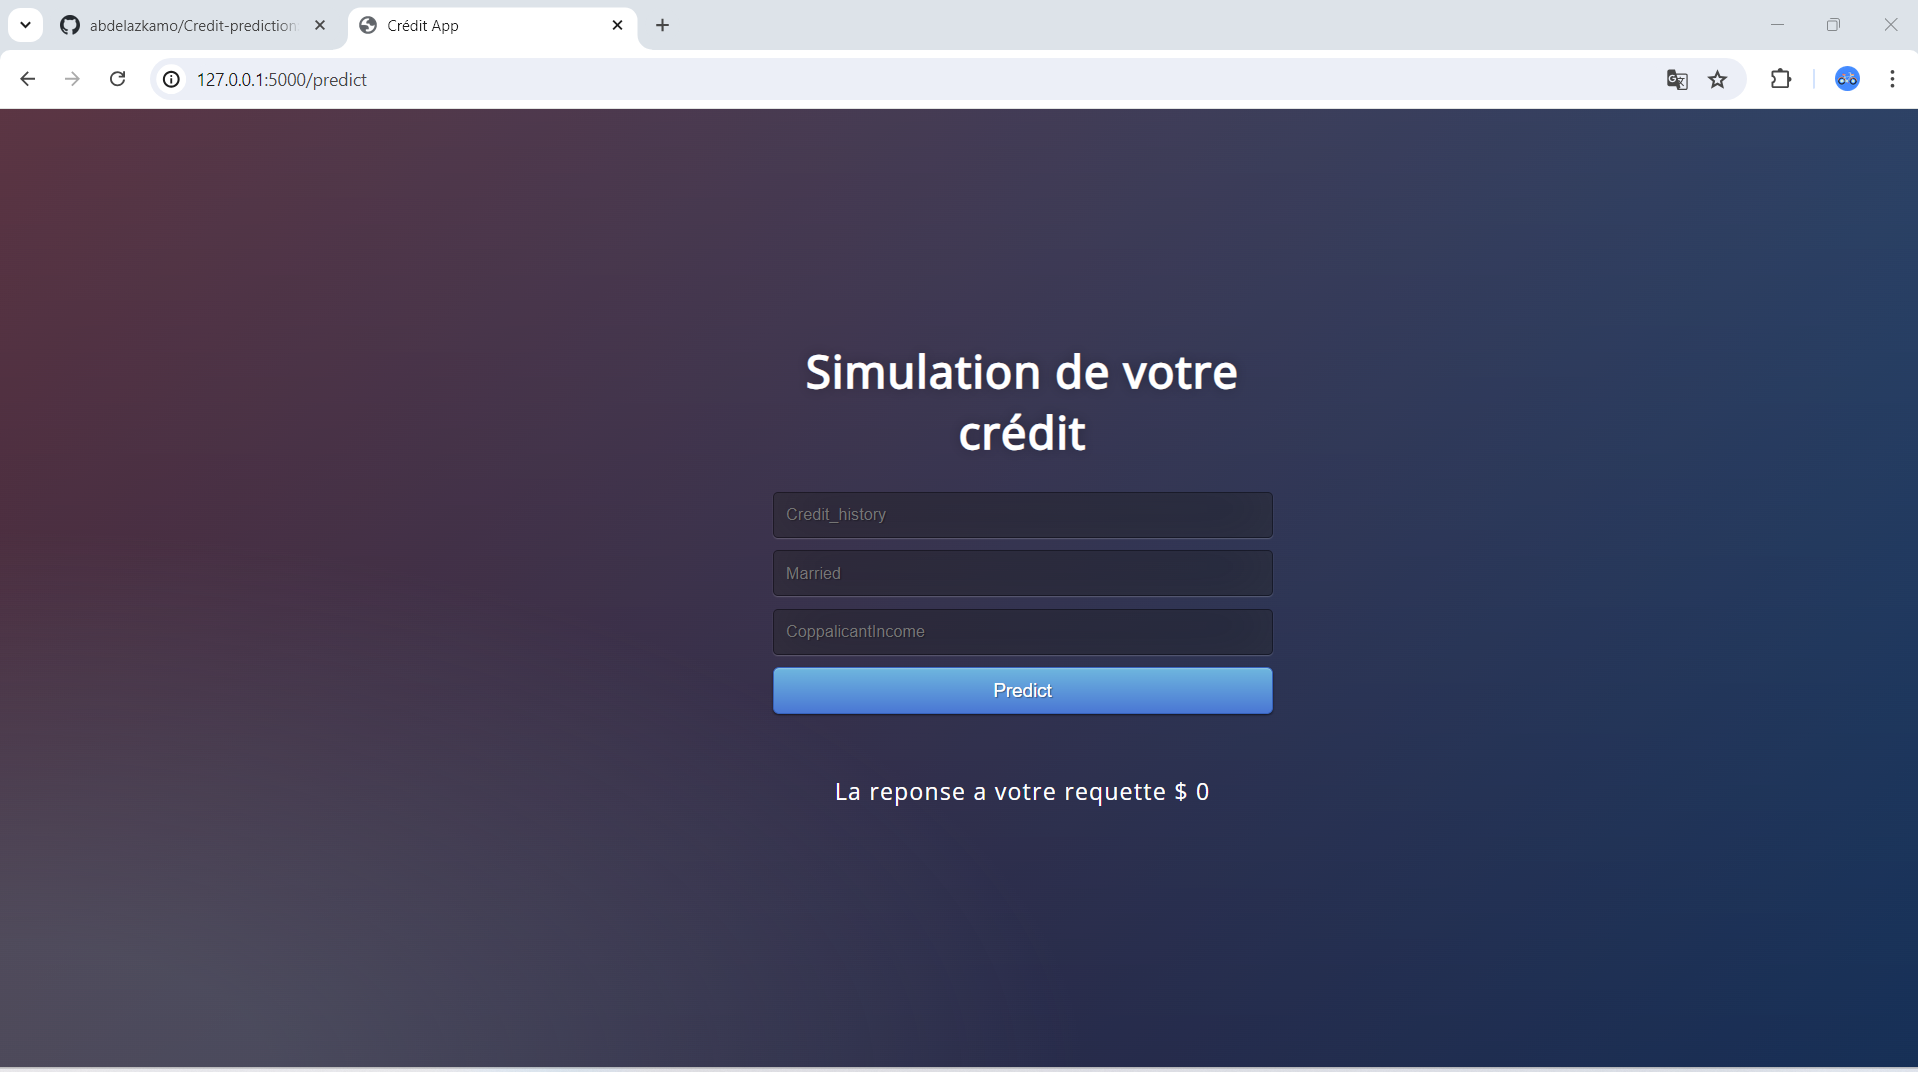 abdelazkamo/Credit-prediction
Crédit App
127.0.0.1:5000/predict
Simulation de votre
crédit
Credit_history
Married
CoppalicantIncome
Predict
La reponse a votre requette $ 0